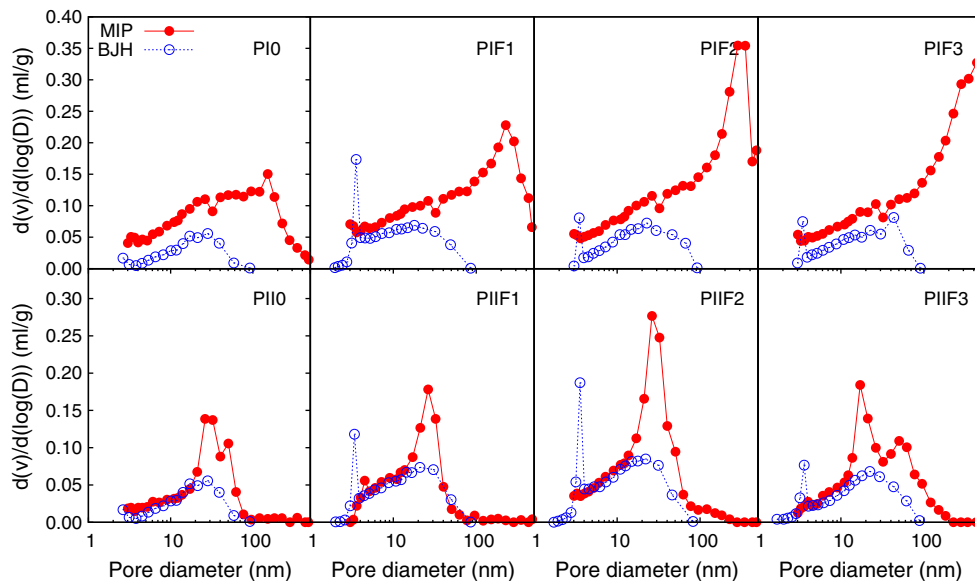 d(v)/d(log(D)) (ml/g)
0.40
0.35
0.30
0.25
0.20
0.15
0.10
0.05
0.00
MIP
BJH
PI0
PIF1
PIF2
PIF3
d(v)/d(log(D)) (ml/g)
0.30
0.25
0.20
0.15
0.10
0.05
0.00
PII0
PIIF1
PIIF2
PIIF3
1 10 100 1 10 100 1 10 100 1 10 100 1
Pore diameter (nm) Pore diameter (nm) Pore diameter (nm) Pore diameter (nm)